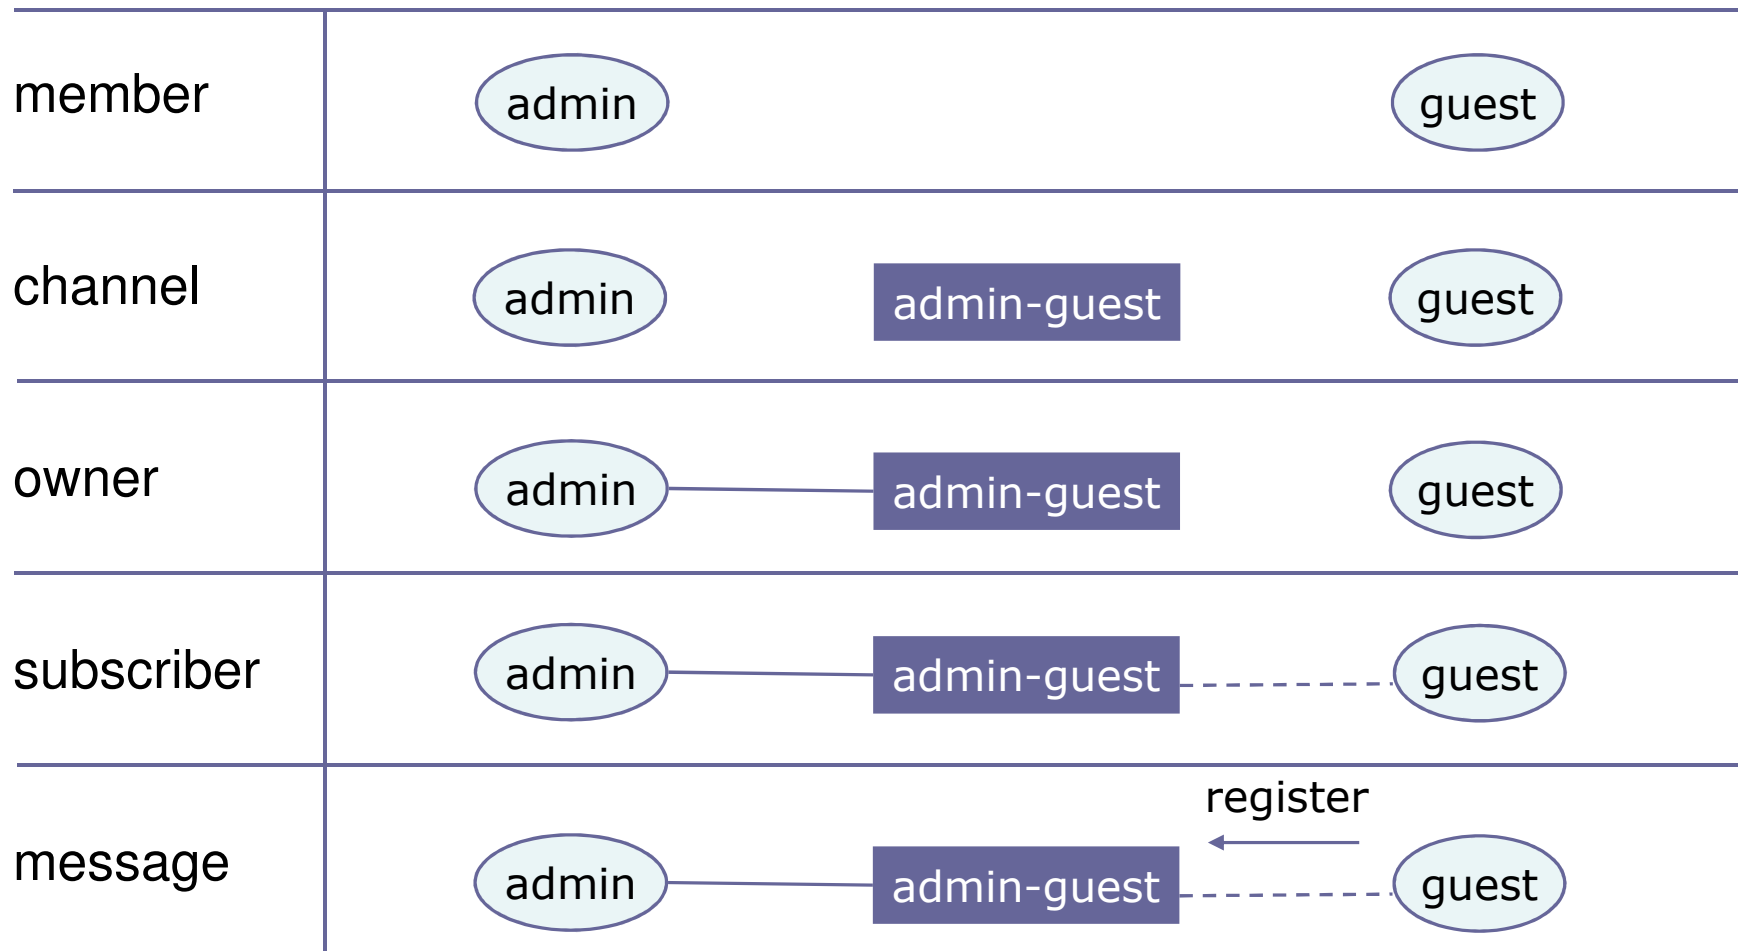 member
admin
guest
channel
admin
admin-guest
guest
owner
admin
admin-guest
guest
subscriber
admin
admin-guest
guest
register
message
admin
admin-guest
guest